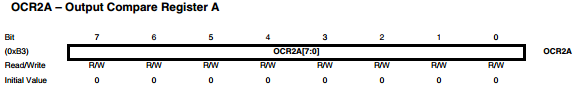 OCR2A – Output Compare Register A
Bit 7 6 5 4 3 2 1 0
(0xB3) OCR2A[7:0] OCR2A
Read/Write R/W R/W R/W R/W R/W R/W R/W R/W
Initial Value 0 0 0 0 0 0 0 0